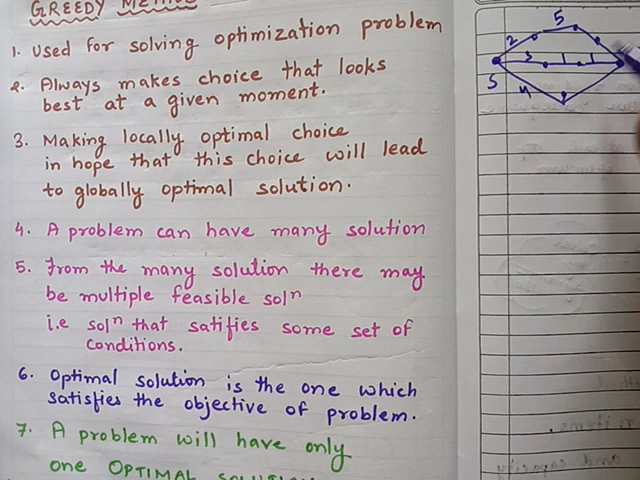 GREEDY METHOD
1. Used for solving optimization problem
2. Always makes choice that looks
best at a given moment.
3. Making locally optimal choice
in hope that this choice will lead
to globally optimal solution.
4. A problem can have many solution
5. From the many solution there may
be multiple feasible solⁿ
i.e solⁿ that satifies some set of
conditions.
6. Optimal solution is the one which
satisfies the objective of problem.
7. A problem will have only
one OPTIMAL SOLUTION
5
2
3 1 1
S
4